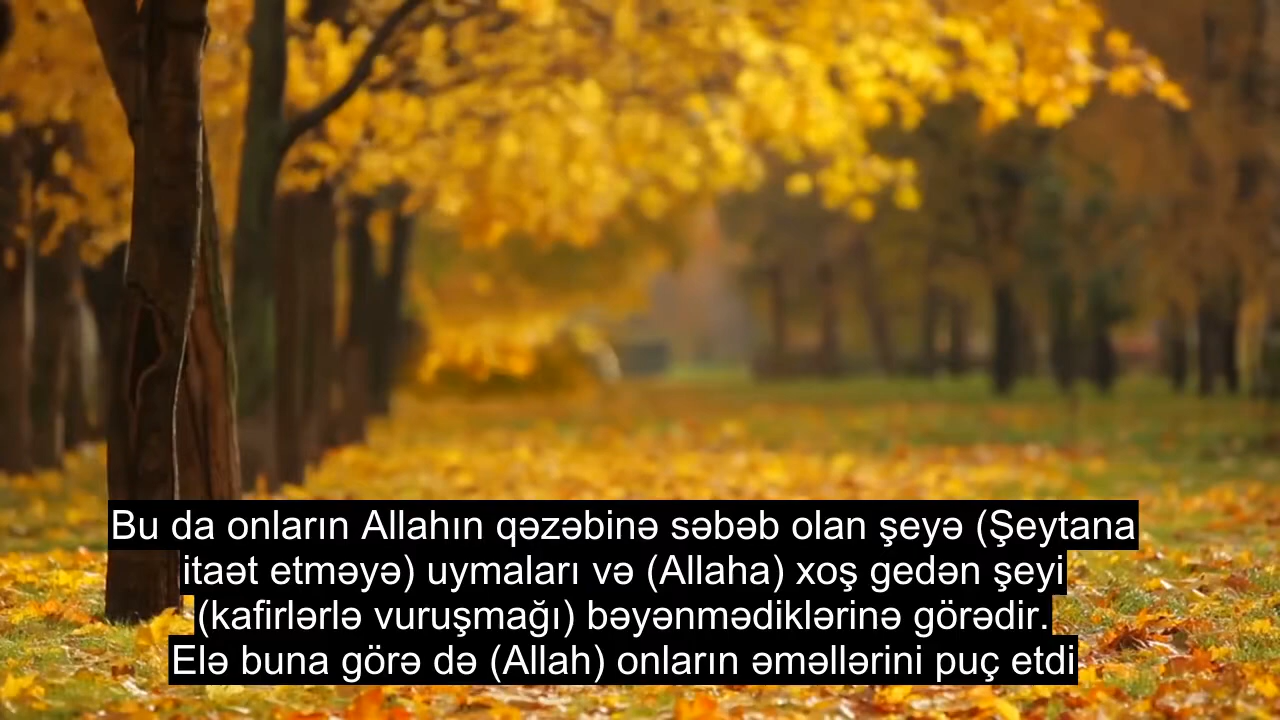 Bu da onların Allahın qəzəbinə səbəb olan şeyə (Şeytana
itaət etməyə) uymaları və (Allaha) xoş gedən şeyi
(kafirlərlə vuruşmağı) bəyənmədiklərinə görədir.
Elə buna görə də (Allah) onların əməllərini puç etdi